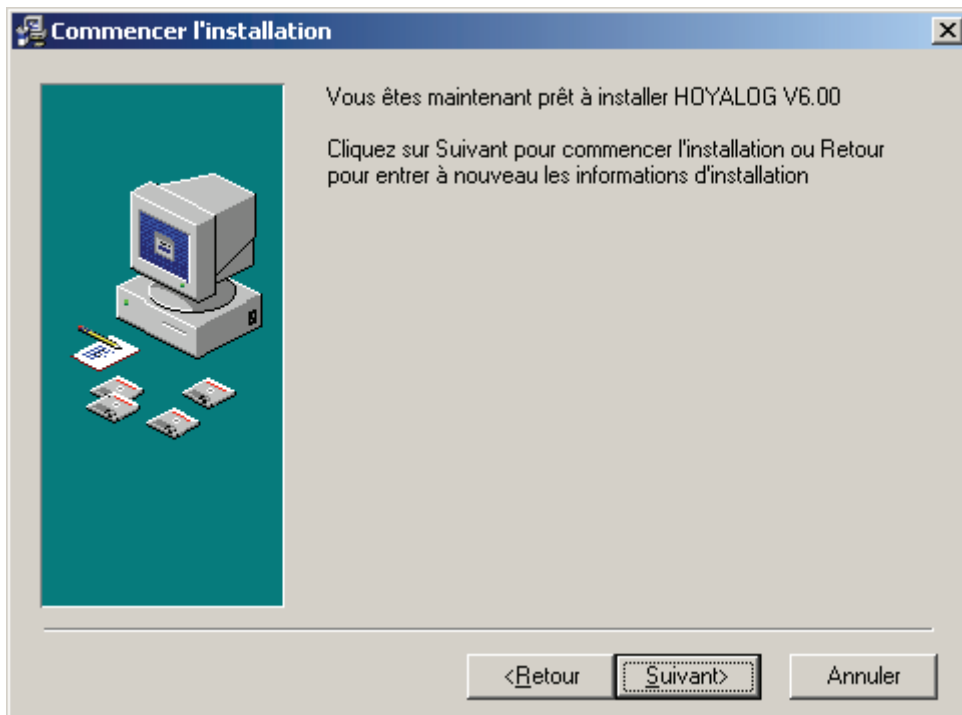 Commencer l'installation
Vous êtes maintenant prêt à installer HOYALOG V6.00
Cliquez sur Suivant pour commencer l'installation ou Retour
pour entrer à nouveau les informations d'installation
<Retour
Suivant>
Annuler